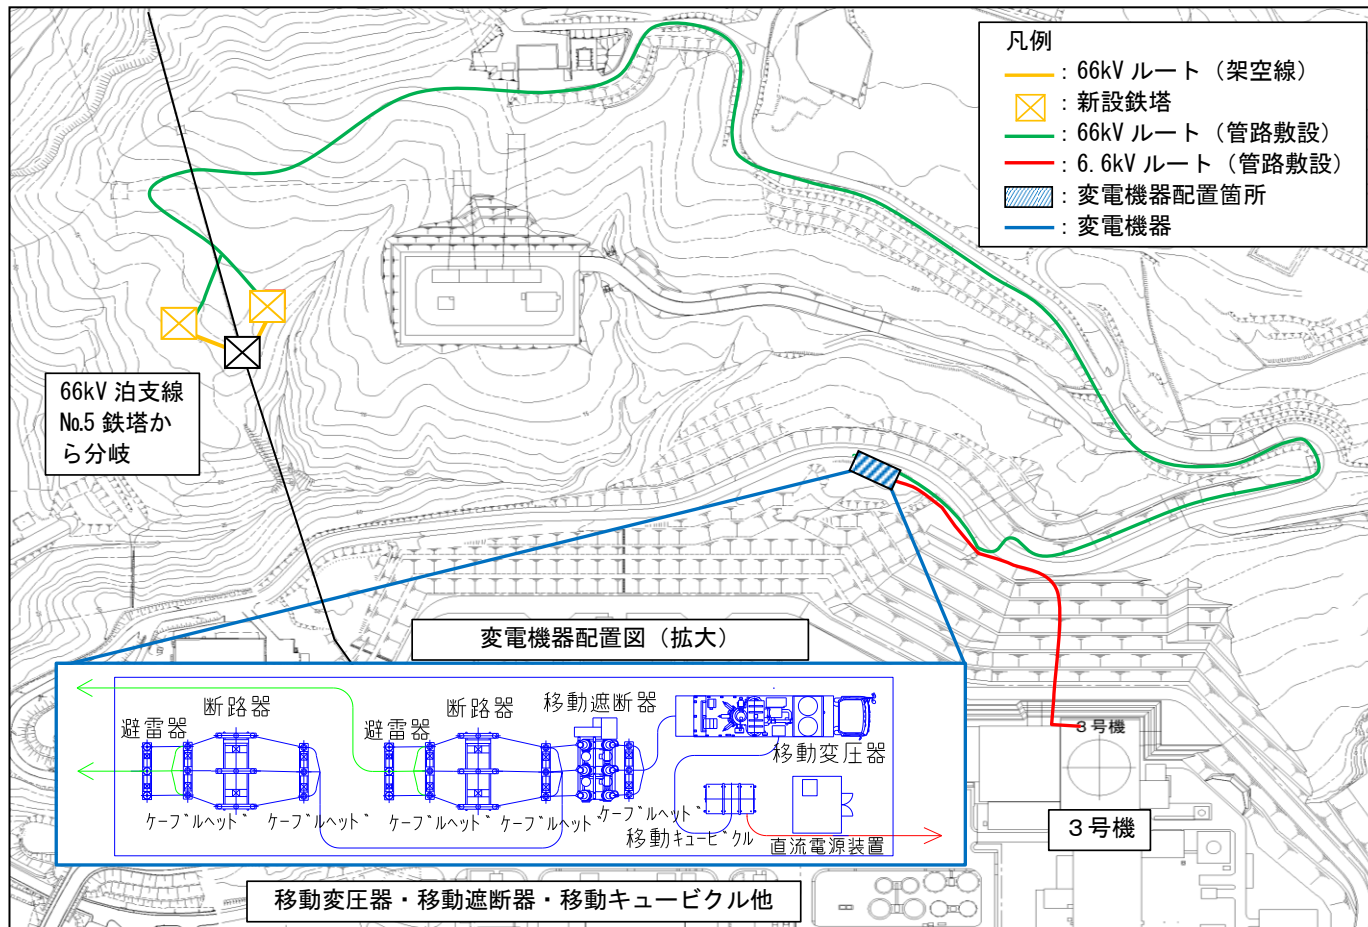 凡例
：66kV ルート（架空線）
：新設鉄塔
：66kV ルート（管路敷設）
：6.6kV ルート（管路敷設）
：変電機器配置箇所
：変電機器
66kV 泊支線
№5 鉄塔か
ら分岐
変電機器配置図（拡大）
断路器
断路器
移動遮断器
避雷器
避雷器
移動変圧器
ケーブルヘッド
ケーブルヘッド
ケーブルヘッド
ケーブルヘッド
移動キュービクル
直流電源装置
3号機
３号機
移動変圧器・移動遮断器・移動キュービクル他